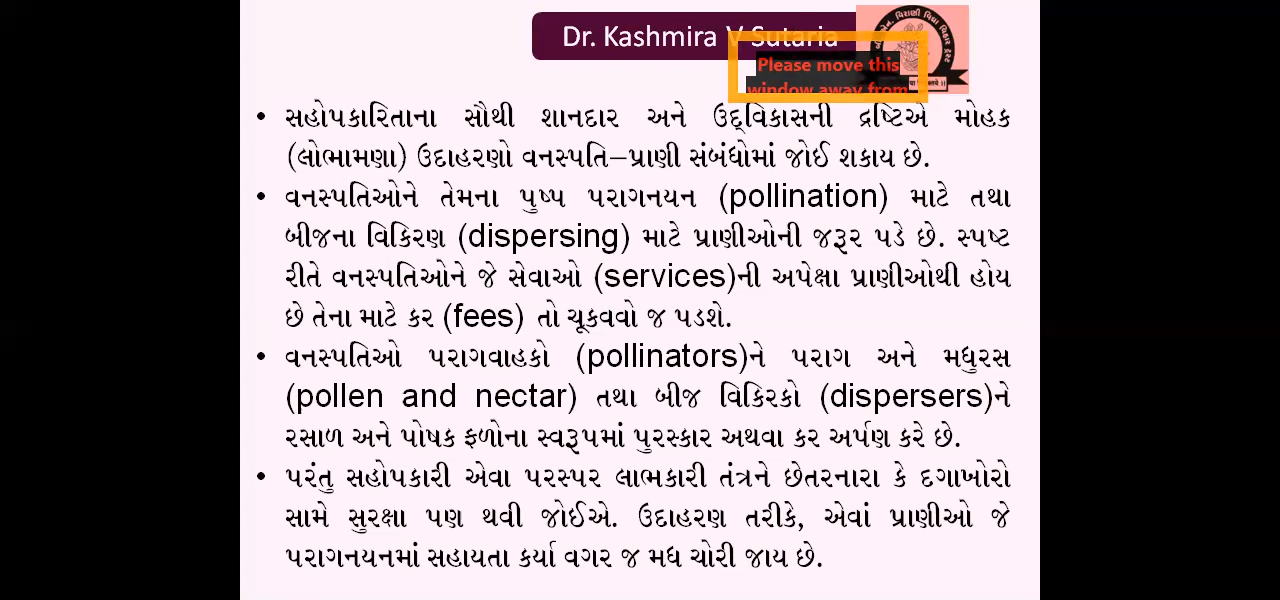 Dr. Kashmira V Sutaria
Please move this
window away from
• સહોપકારિતાના સૌથી શાનદાર અને ઉદ્દવિકાસની દ્રષ્ટિએ મોહક
(લોભામણા) ઉદાહરણો વનસ્પતિ–પ્રાણી સંબંધોમાં જોઈ શકાય છે.
• વનસ્પતિઓને તેમના પુષ્પ પરાગનયન (pollination) માટે તથા
બીજના વિકિરણ (dispersing) માટે પ્રાણીઓની જરૂર પડે છે. સ્પષ્ટ
રીતે વનસ્પતિઓને જે સેવાઓ (services)ની અપેક્ષા પ્રાણીઓથી હોય
છે તેના માટે કર (fees) તો ચૂકવવો જ પડશે.
• વનસ્પતિઓ પરાગવાહકો (pollinators)ને પરાગ અને મધુરસ
(pollen and nectar) તથા બીજ વિકિરકો (dispersers)ને
રસાળ અને પોષક ફળોના સ્વરૂપમાં પુરસ્કાર અથવા કર અર્પણ કરે છે.
• પરંતુ સહોપકારી એવા પરસ્પર લાભકારી તંત્રને છેતરનારા કે દગાખોરો
સામે સુરક્ષા પણ થવી જોઈએ. ઉદાહરણ તરીકે, એવાં પ્રાણીઓ જે
પરાગનયનમાં સહાયતા કર્યા વગર જ મધ ચોરી જાય છે.